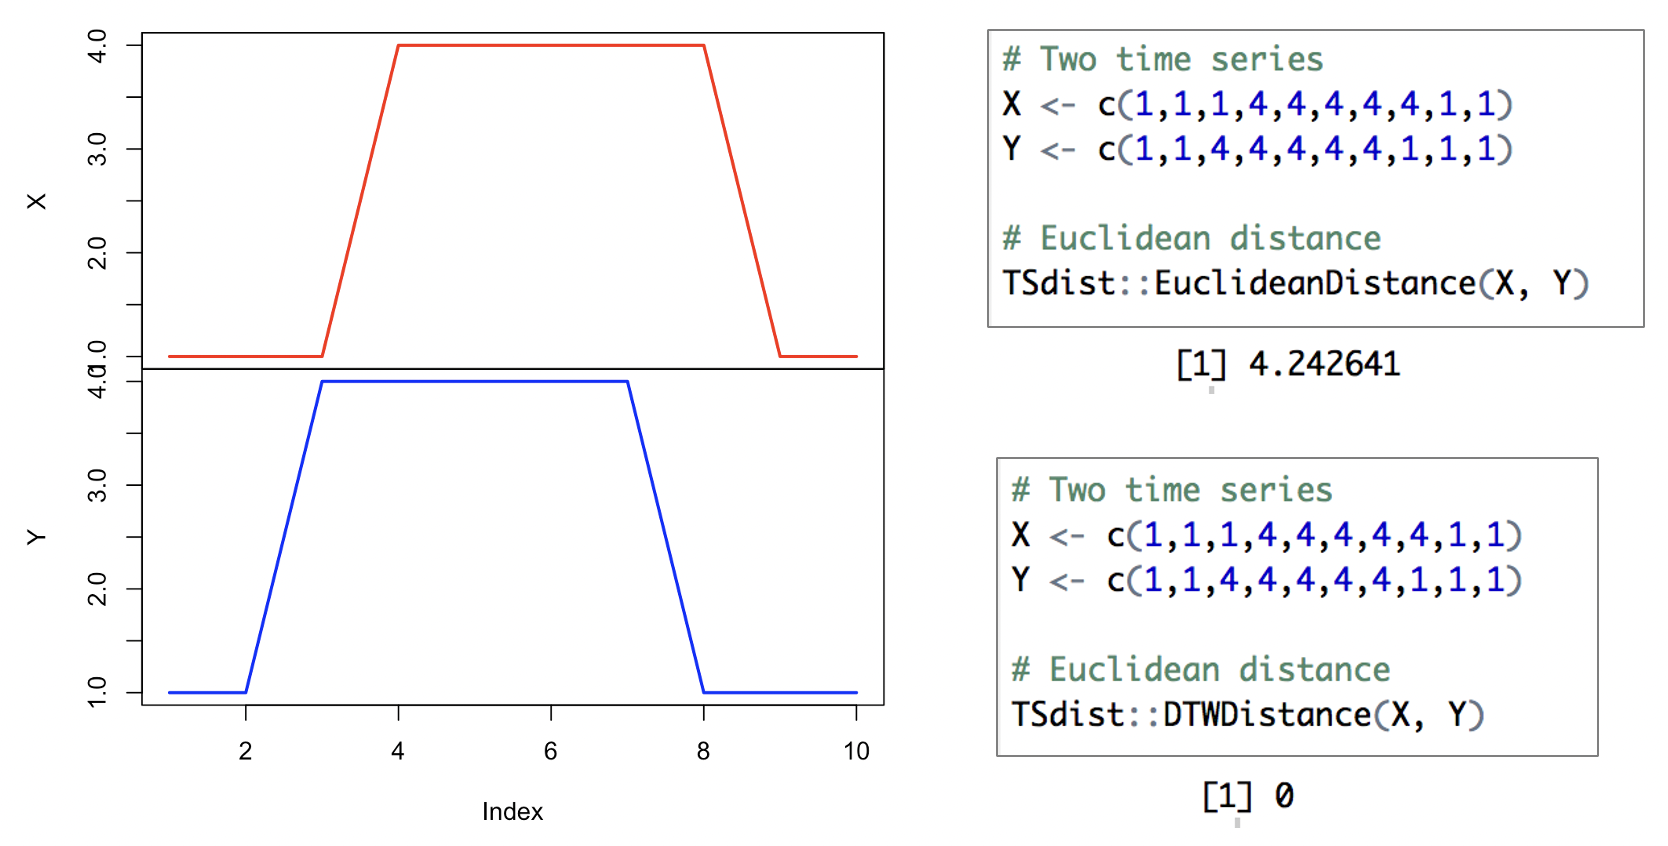 X
4.0
3.0
2.0
1.0
Y
4.0
3.0
2.0
1.0
2 4 6 8 10
Index
# Two time series
X <- c(1,1,1,4,4,4,4,4,1,1)
Y <- c(1,1,4,4,4,4,4,1,1,1)
# Euclidean distance
TSdist::EuclideanDistance(X, Y)
[1] 4.242641
# Two time series
X <- c(1,1,1,4,4,4,4,4,1,1)
Y <- c(1,1,4,4,4,4,4,1,1,1)
# Euclidean distance
TSdist::DTWDistance(X, Y)
[1] 0